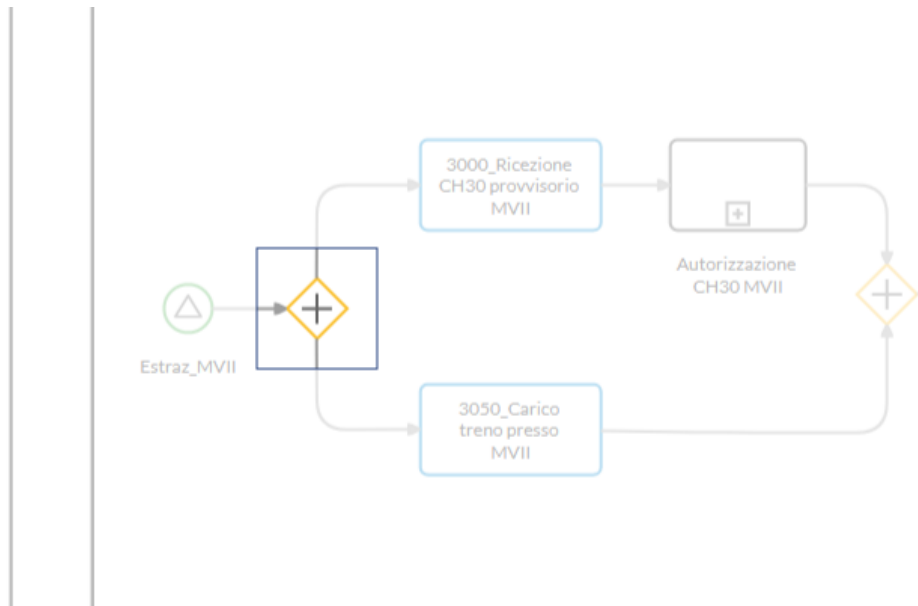 3000_Ricezione
CH30 provvisorio
MVII
Autorizzazione
CH30 MVII
Estraz_MVII
3050_Carico
treno presso
MVII